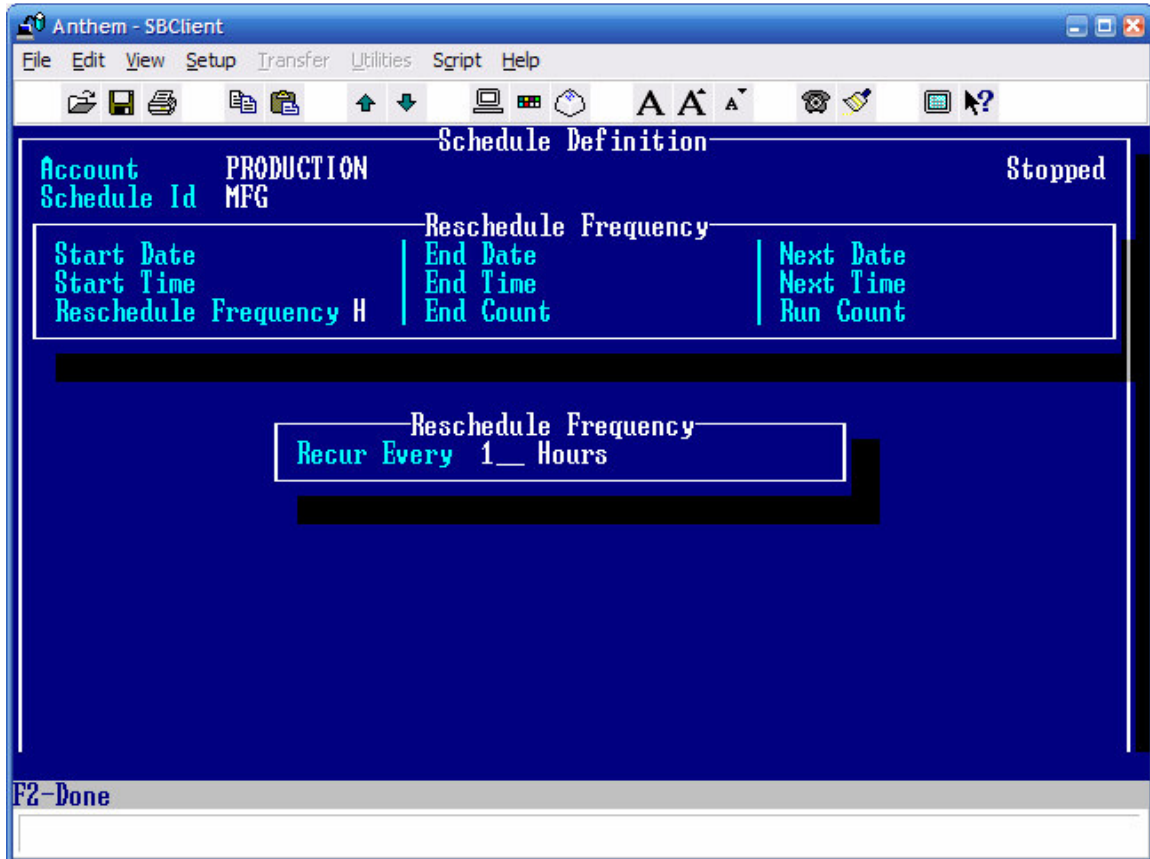 Anthem - SBClient
File Edit View Setup Transfer Utilities Script Help
A A A ?
Schedule Definition
Account PRODUCTION Stopped
Schedule Id MFG
Reschedule Frequency
Start Date End Date Next Date
Start Time End Time Next Time
Reschedule Frequency H End Count Run Count
Reschedule Frequency
Recur Every 1__ Hours
F2-Done